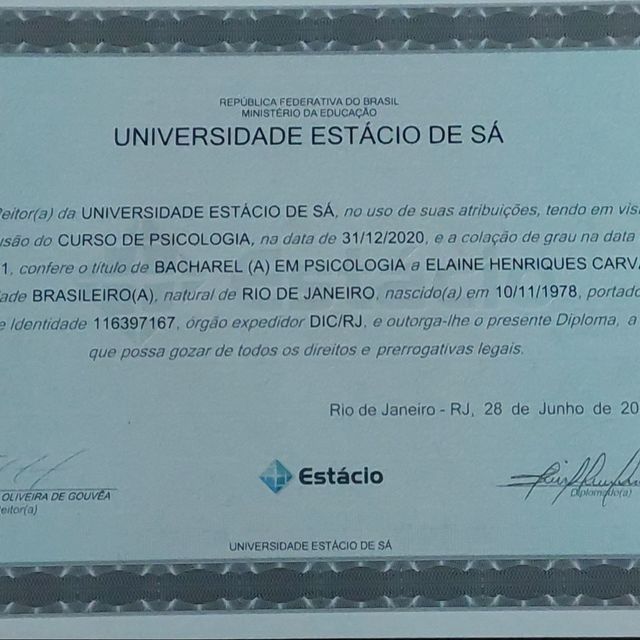 REPÚBLICA FEDERATIVA DO BRASIL
MINISTÉRIO DA EDUCAÇÃO
UNIVERSIDADE ESTÁCIO DE SÁ
eitor(a) da UNIVERSIDADE ESTÁCIO DE SÁ, no uso de suas atribuições, tendo em vis
usão do CURSO DE PSICOLOGIA, na data de 31/12/2020, e a colação de grau na data
1, confere o título de BACHAREL (A) EM PSICOLOGIA a ELAINE HENRIQUES CARVA
dade BRASILEIRO(A), natural de RIO DE JANEIRO, nascido(a) em 10/11/1978, portado
e Identidade 116397167, órgão expedidor DIC/RJ, e outorga-lhe o presente Diploma, a
que possa gozar de todos os direitos e prerrogativas legais.
Rio de Janeiro - RJ, 28 de Junho de 20
OLIVEIRA DE GOUVÊA
eitor(a)
Estácio
Diplomado(a)
UNIVERSIDADE ESTÁCIO DE SÁ